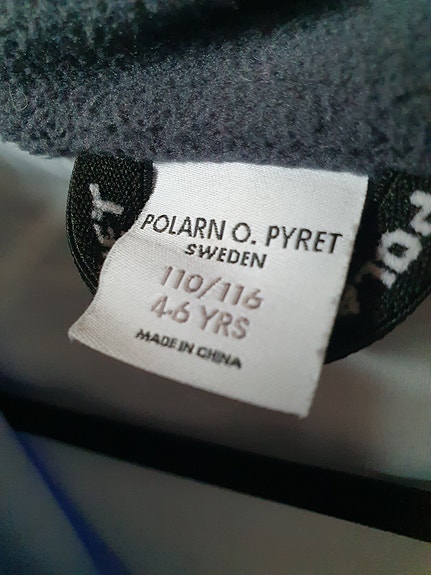 POLARN O. PYRET
SWEDEN
110/116
4-6 YRS
MADE IN CHINA